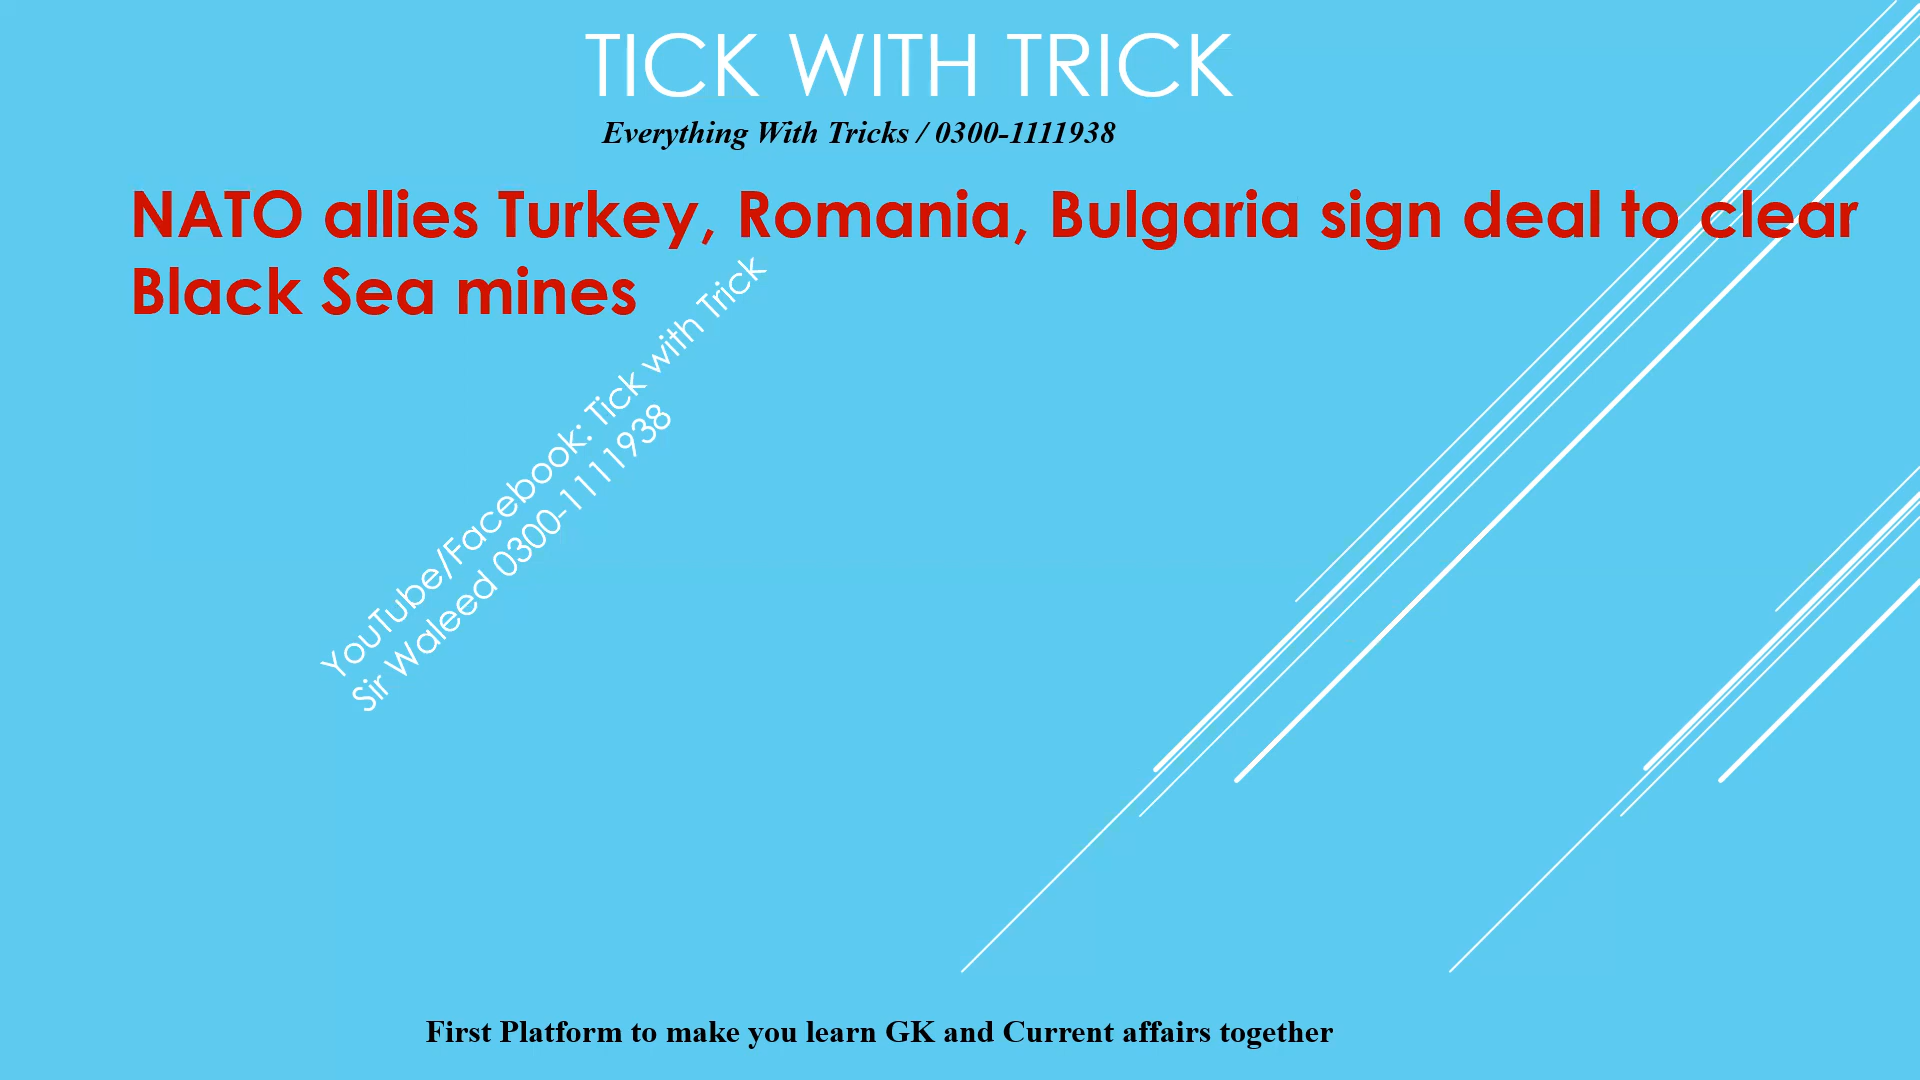 TICK WITH TRICK
Everything With Tricks / 0300-1111938
NATO allies Turkey, Romania, Bulgaria sign deal to clear
Black Sea mines
YouTube/Facebook: Tick with Trick
Sir Waleed 0300-1111938
First Platform to make you learn GK and Current affairs together